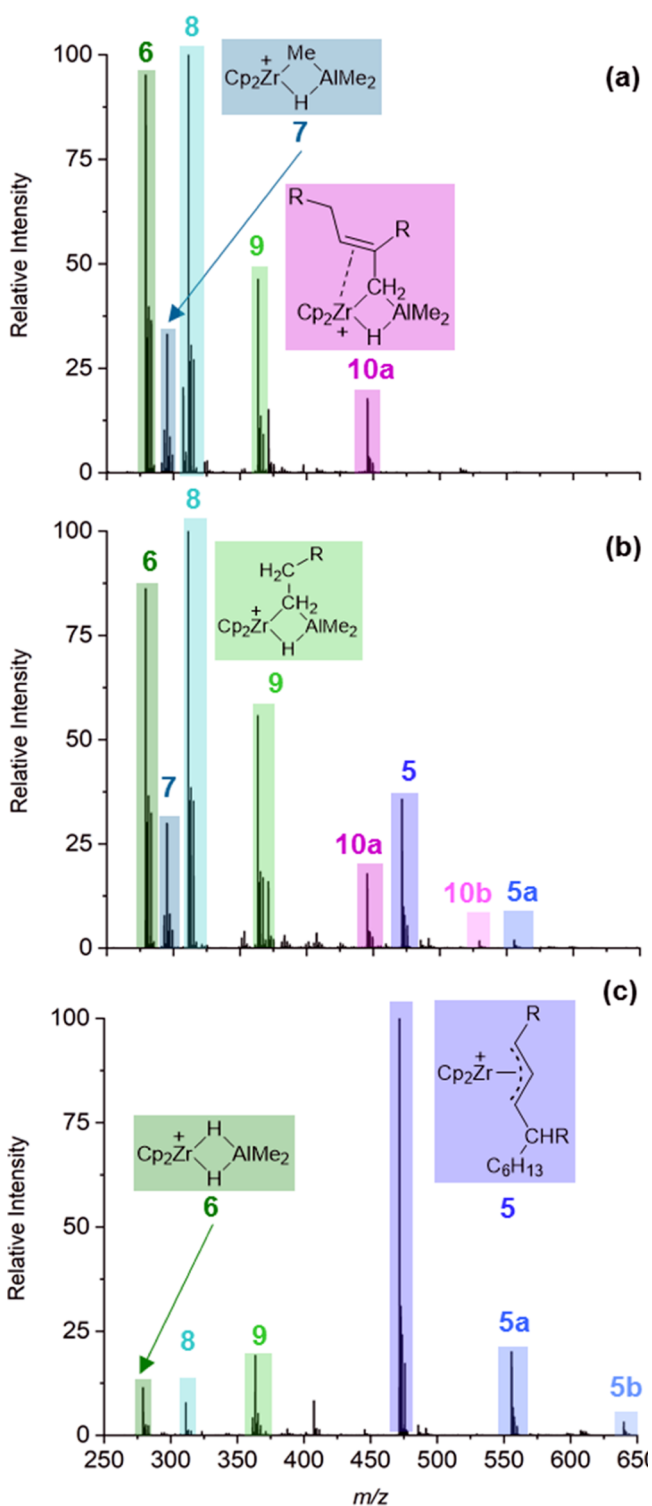 (a)
Relative Intensity
100
75
50
25
0
6
8
+
Me
Cp2Zr
AlMe2
H
7
9
R
R
CH2
Cp2Zr
AlMe2
+
H
10a
(b)
Relative Intensity
100
75
50
25
0
6
8
7
R
H2C
CH2
+
Cp2Zr
AlMe2
H
9
10a
5
10b
5a
(c)
Relative Intensity
100
75
50
25
0
+
H
Cp2Zr
AlMe2
H
6
8
9
R
+
Cp2Zr
CHR
C6H13
5
5a
5b
250 300 350 400 450 500 550 600 650
m/z